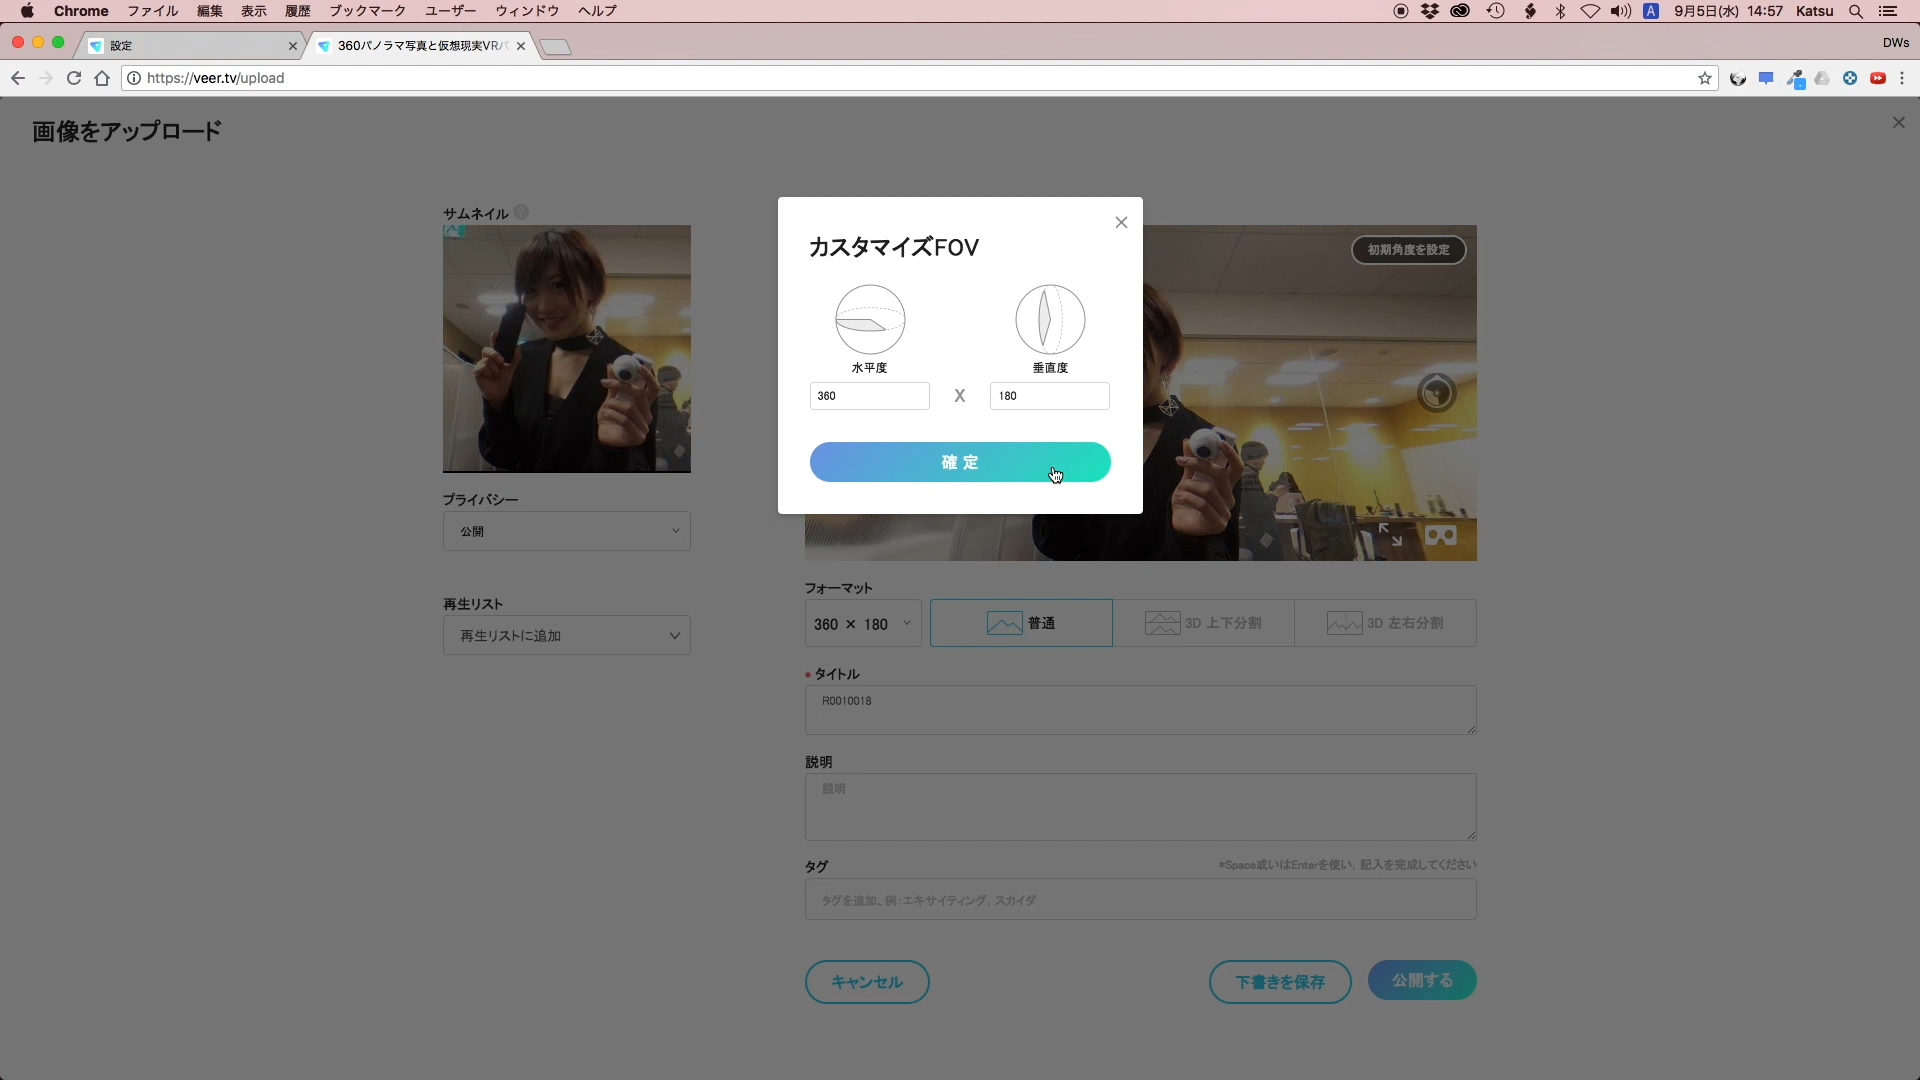 Chrome ファイル 編集 表示 履歴 ブックマーク ユーザー ウィンドウ ヘルプ
A 9月5日(水) 14:57 Katsu
設定
360パノラマ写真と仮想現実VR
DWs
https://veer.tv/upload
画像をアップロード
サムネイル ?
プライバシー
公開
再生リスト
再生リストに追加
カスタマイズFOV
水平度
垂直度
360 X 180
確定
初期角度を設定
フォーマット
360 × 180
普通
3D 上下分割
3D 左右分割
* タイトル
R0010018
説明
説明
タグ
*Space或いはEnterを使い, 記入を完成してください
タグを追加、例:エキサイティング, スカイダ
キャンセル
下書きを保存
公開する